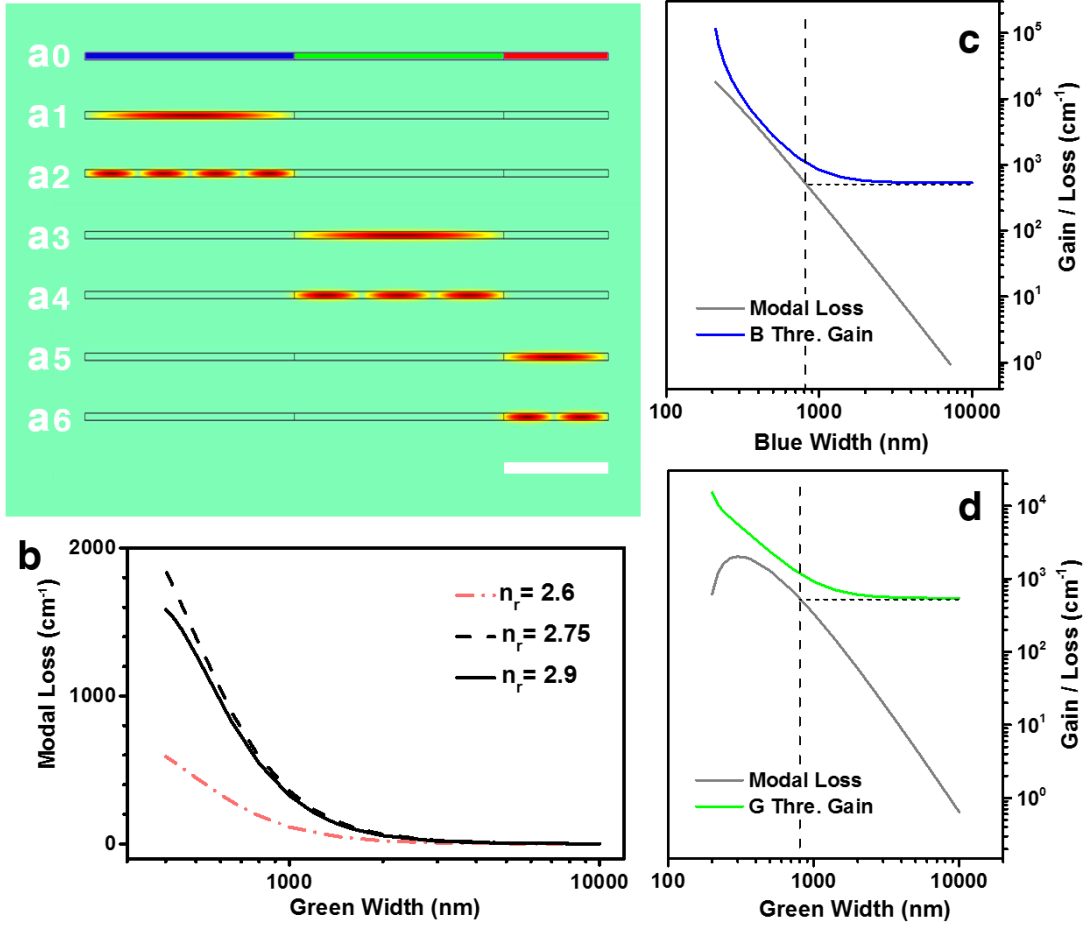 a0
a1
a2
a3
a4
a5
a6
b
2000
1000
0
Modal Loss (cm⁻¹)
nᵣ= 2.6
nᵣ= 2.75
nᵣ= 2.9
1000
10000
Green Width (nm)
c
10⁵
10⁴
10³
10²
10¹
10⁰
Gain / Loss (cm⁻¹)
Modal Loss
B Thre. Gain
100
1000
10000
Blue Width (nm)
d
10⁴
10³
10²
10¹
10⁰
Gain / Loss (cm⁻¹)
Modal Loss
G Thre. Gain
100
1000
10000
Green Width (nm)